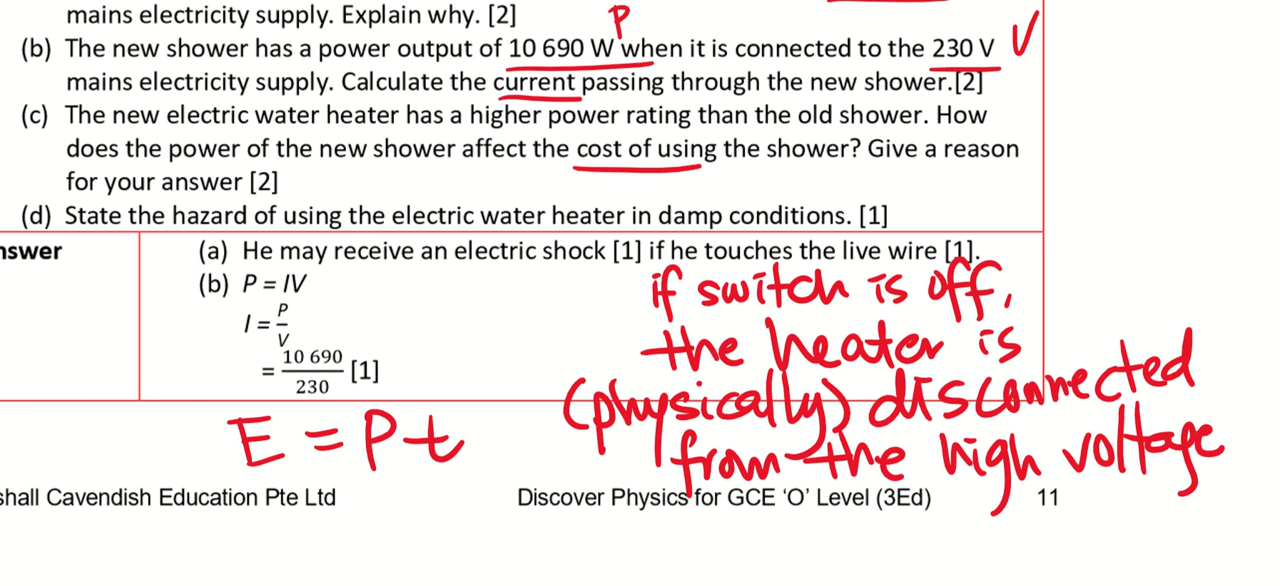 mains electricity supply. Explain why. [2]
P
(b) The new shower has a power output of 10 690 W when it is connected to the 230 V
V
mains electricity supply. Calculate the current passing through the new shower.[2]
(c) The new electric water heater has a higher power rating than the old shower. How
does the power of the new shower affect the cost of using the shower? Give a reason
for your answer [2]
(d) State the hazard of using the electric water heater in damp conditions. [1]
nswer
(a) He may receive an electric shock [1] if he touches the live wire [1].
(b) P = IV
I = P/V
= 10 690/230 [1]
if switch is off,
the heater is
(physically) disconnected
from the high voltage
E = Pt
shall Cavendish Education Pte Ltd
Discover Physics for GCE ‘O’ Level (3Ed)
11